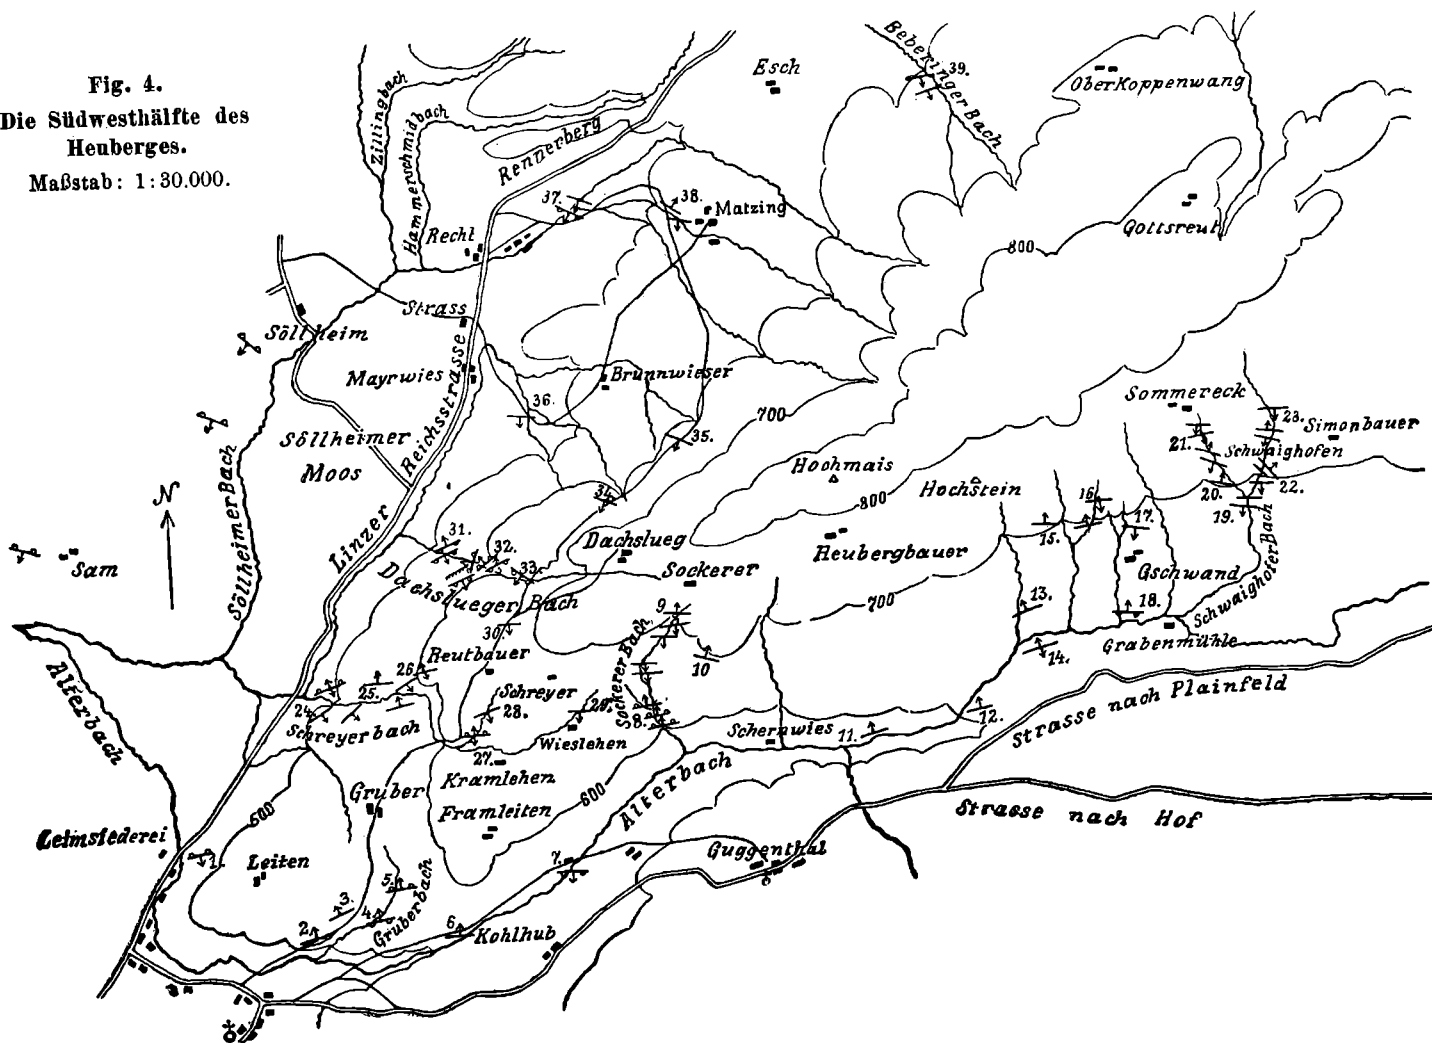 Fig. 4.
Die Südwesthälfte des
Heuberges.
Maßstab: 1:30.000.
Zillingbach
Hammerschmidbach
Rennerberg
Esch
Beberinger Bach
39.
Ober Koppenwang
37.
38.
Matzing
Recht
Gottsreut
800
Strass
Söllheim
Mayrwies
Brunnwieser
36.
35.
700
Sommereck
23.
Simonbauer
21.
Schwaighofen
Söllheimer
Moos
Linzer Reichsstrasse
Hochmais
800
Hochstein
20.
22.
19.
N
Söllheimer Bach
34.
31.
32.
33.
Dachslueg
Sockerer
Heubergbauer
16.
17.
15.
Gschwand
Schwaighofer Bach
Sam
Dachslueger Bach
30
9
700
13.
18.
Grabenmühle
Reutbauer
10
14.
Alterbach
26
25.
24
Schreyerbach
Schreyer
28.
29.
Sockerer Bach
8.
Wieslehen
27.
Schernwies
11.
12.
Strasse nach Plainfeld
Kramlehen
Gruber
Framleiten
600
600
Alterbach
Strasse nach Hof
Leimsiederei
1.
Leiten
7.
Guggenthal
5.
3.
4.
2.
Gruberbach
6.
Kohlhub